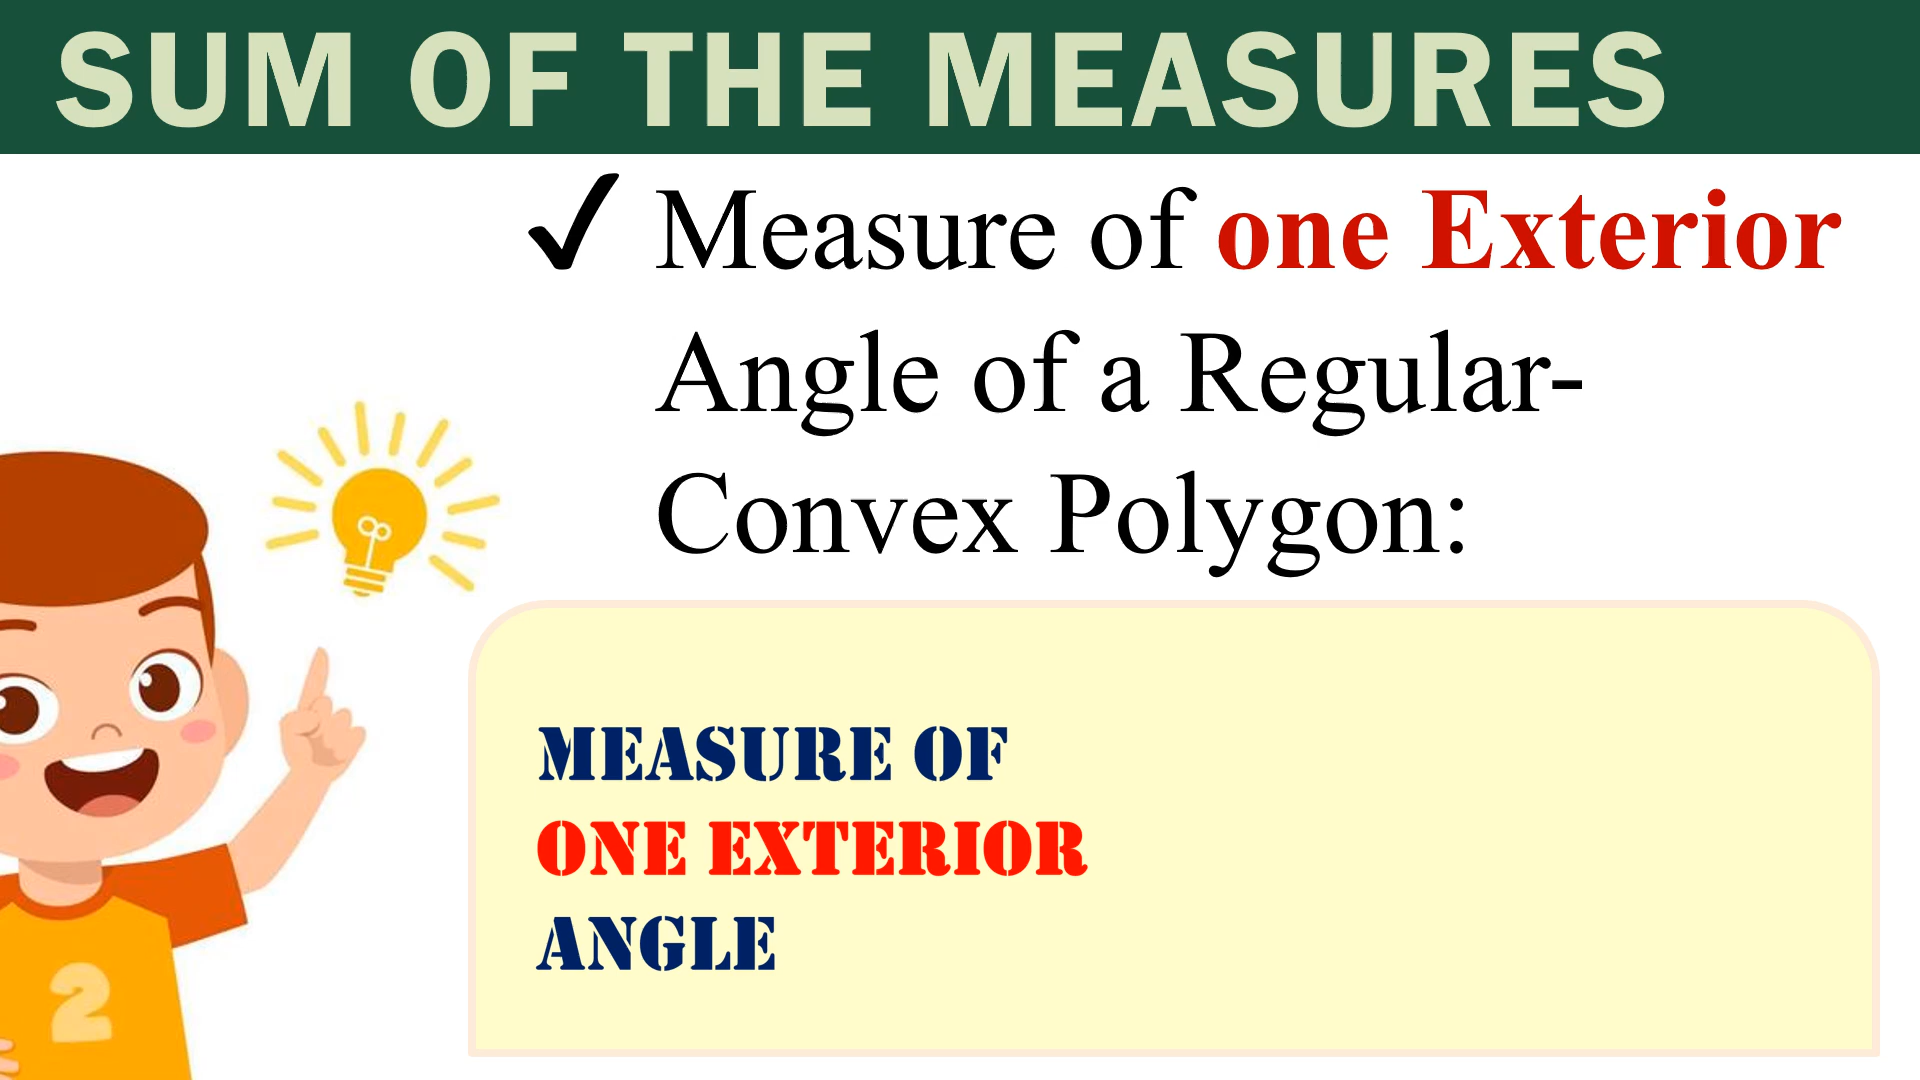 SUM OF THE MEASURES
✓ Measure of one Exterior
Angle of a Regular-
Convex Polygon:
MEASURE OF
ONE EXTERIOR
ANGLE
2